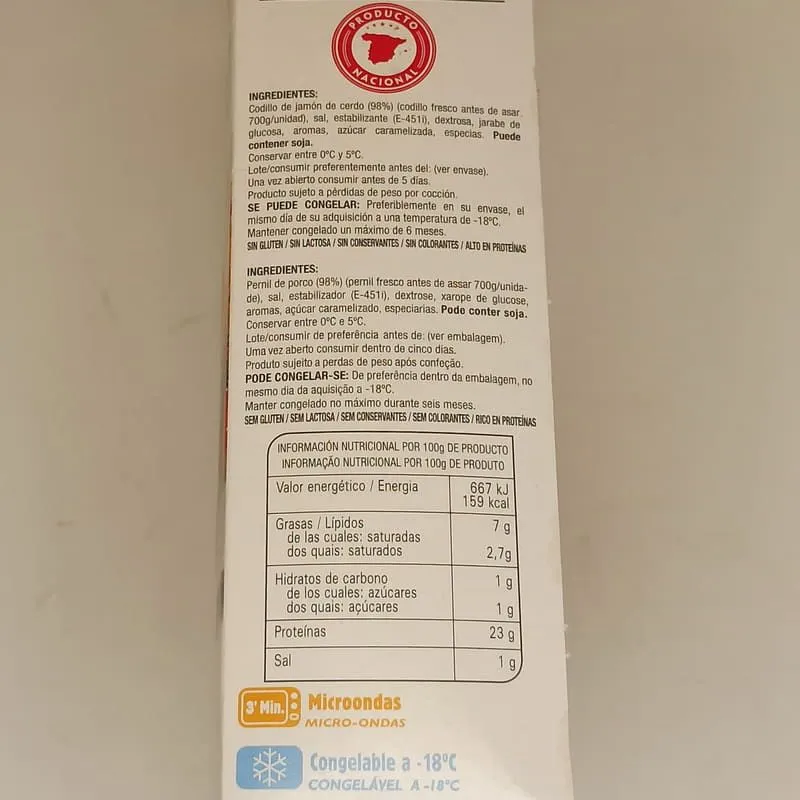 PRODUCTO
NACIONAL
INGREDIENTES:
Codillo de jamón de cerdo (98%) (codillo fresco antes de asar
700g/unidad), sal, estabilizante (E-451i), dextrosa, jarabe de
glucosa, aromas, azúcar caramelizada, especias. Puede
contener soja.
Conservar entre 0ºC y 5ºC.
Lote/consumir preferentemente antes del: (ver envase).
Una vez abierto consumir antes de 5 días.
Producto sujeto a pérdidas de peso por cocción.
SE PUEDE CONGELAR: Preferiblemente en su envase, el
mismo día de su adquisición a una temperatura de -18ºC.
Mantener congelado un máximo de 6 meses.
SIN GLUTEN / SIN LACTOSA / SIN CONSERVANTES / SIN COLORANTES / ALTO EN PROTEÍNAS
INGREDIENTES:
Pernil de porco (98%) (pernil fresco antes de assar 700g/unida-
de), sal, estabilizador (E-451i), dextrose, xarope de glucose,
aromas, açúcar caramelizado, especiarias. Podo conter soja.
Conservar entre 0ºC e 5ºC.
Lote/consumir de preferência antes de: (ver embalagem).
Uma vez aberto consumir dentro de cinco dias.
Produto sujeito a perdas de peso após confeção.
PODE CONGELAR-SE: De preferência dentro da embalagem, no
mesmo dia da aquisição a -18ºC.
Manter congelado no máximo durante seis meses.
SEM GLUTEN / SEM LACTOSA / SEM CONSERVANTES / SEM COLORANTES / RICO EN PROTEÍNAS
INFORMACIÓN NUTRICIONAL POR 100g DE PRODUCTO
INFORMAÇÃO NUTRICIONAL POR 100g DE PRODUTO
Valor energético / Energia 667 kJ
159 kcal
Grasas / Lípidos 7 g
de las cuales: saturadas
dos quais: saturados 2,7g
Hidratos de carbono 1 g
de los cuales: azúcares
dos quais: açúcares 1 g
Proteínas 23 g
Sal 1 g
3' Min. Microondas
MICRO-ONDAS
Congelable a -18ºC
CONGELÁVEL A -18ºC